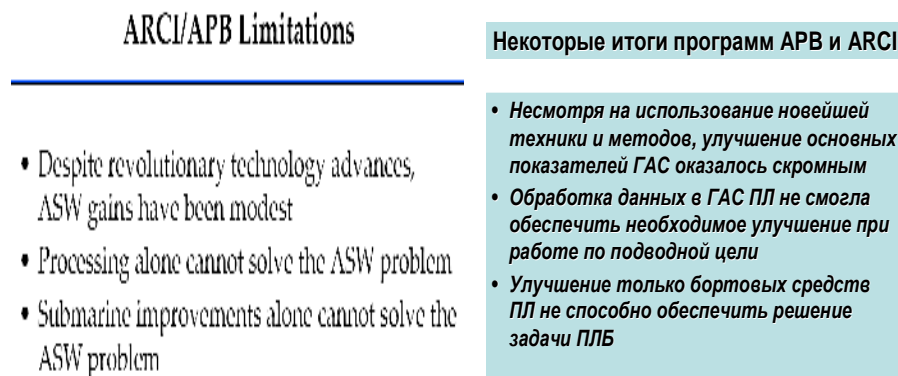 ARCI/APB Limitations
• Despite revolutionary technology advances,
ASW gains have been modest
• Processing alone cannot solve the ASW problem
• Submarine improvements alone cannot solve the
ASW problem
Некоторые итоги программ APB и ARCI
• Несмотря на использование новейшей
техники и методов, улучшение основных
показателей ГАС оказалось скромным
• Обработка данных в ГАС ПЛ не смогла
обеспечить необходимое улучшение при
работе по подводной цели
• Улучшение только бортовых средств
ПЛ не способно обеспечить решение
задачи ПЛБ